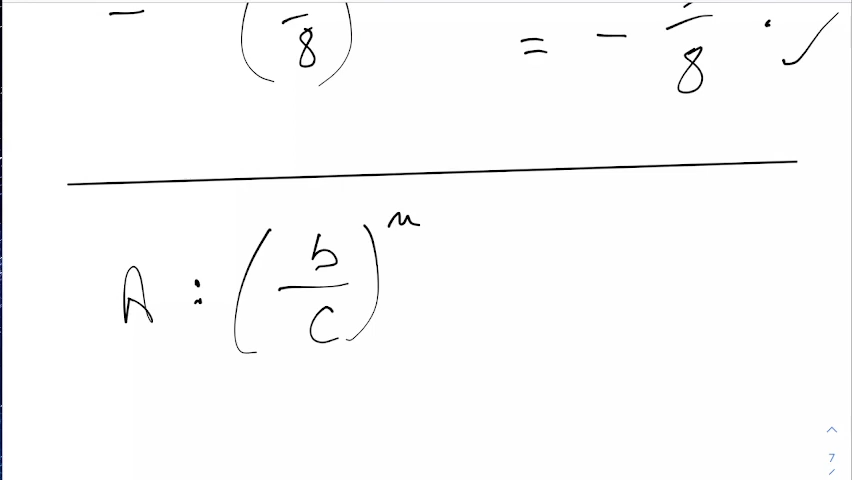 - ( - 8 ) = - 8 . ✓
A : ( b / c )^n
7